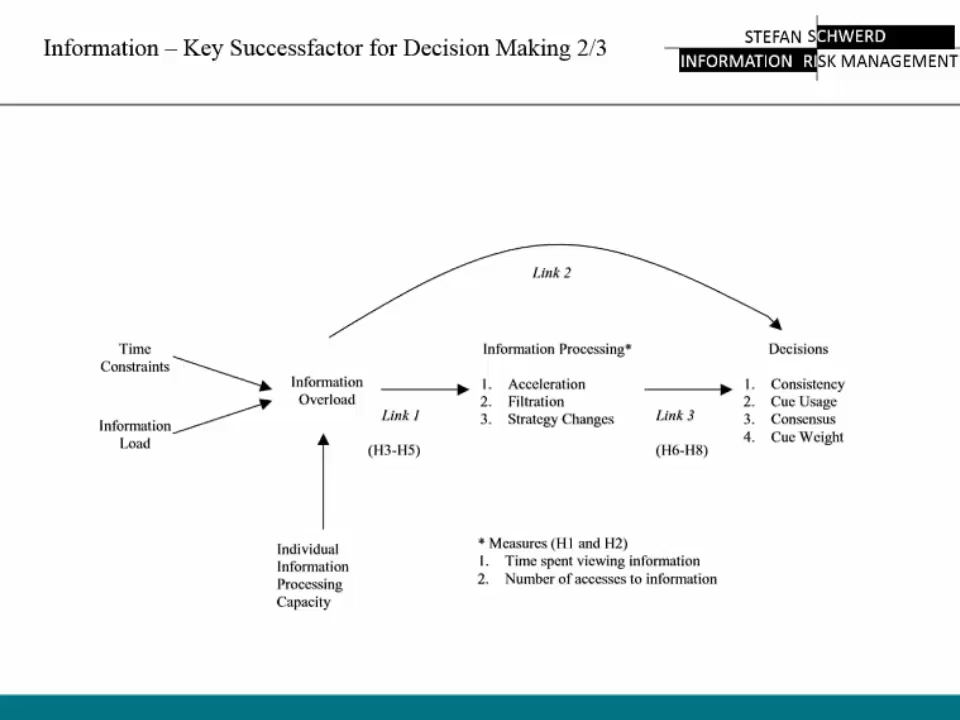 Information – Key Successfactor for Decision Making 2/3
STEFAN SCHWERD
INFORMATION RISK MANAGEMENT
Link 2
Time
Constraints
Information
Load
Information
Overload
Link 1
(H3-H5)
Information Processing*
1. Acceleration
2. Filtration
3. Strategy Changes
Link 3
(H6-H8)
Decisions
1. Consistency
2. Cue Usage
3. Consensus
4. Cue Weight
Individual
Information
Processing
Capacity
* Measures (H1 and H2)
1. Time spent viewing information
2. Number of accesses to information